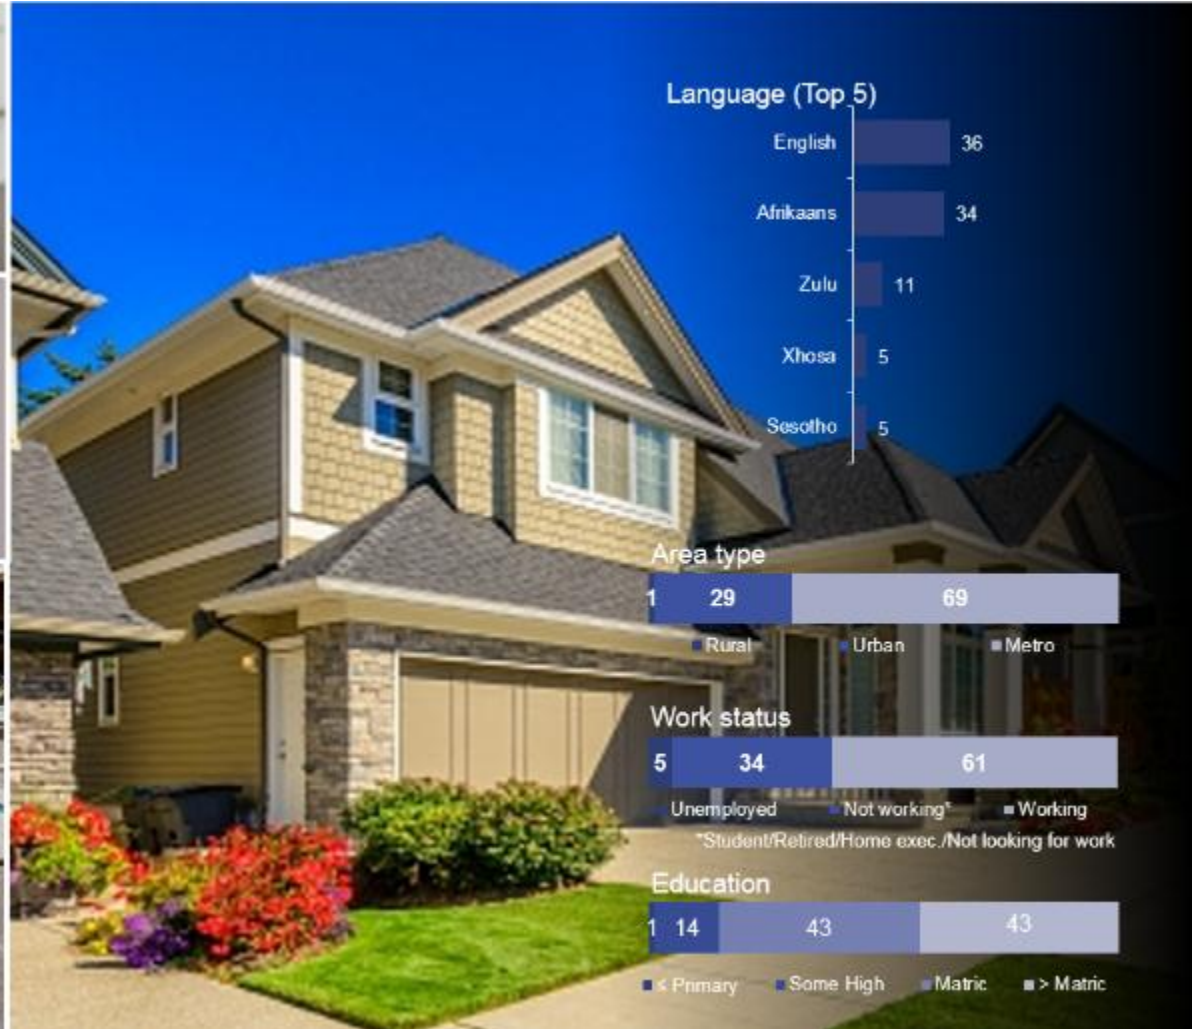 Language (Top 5)
English 36
Afrikaans 34
Zulu 11
Xhosa 5
Sesotho 5
Area type
1 29 69
Rural Urban Metro
Work status
5 34 61
Unemployed Not working* Working
*Student/Retired/Home exec./Not looking for work
Education
1 14 43 43
< Primary Some High Matric > Matric